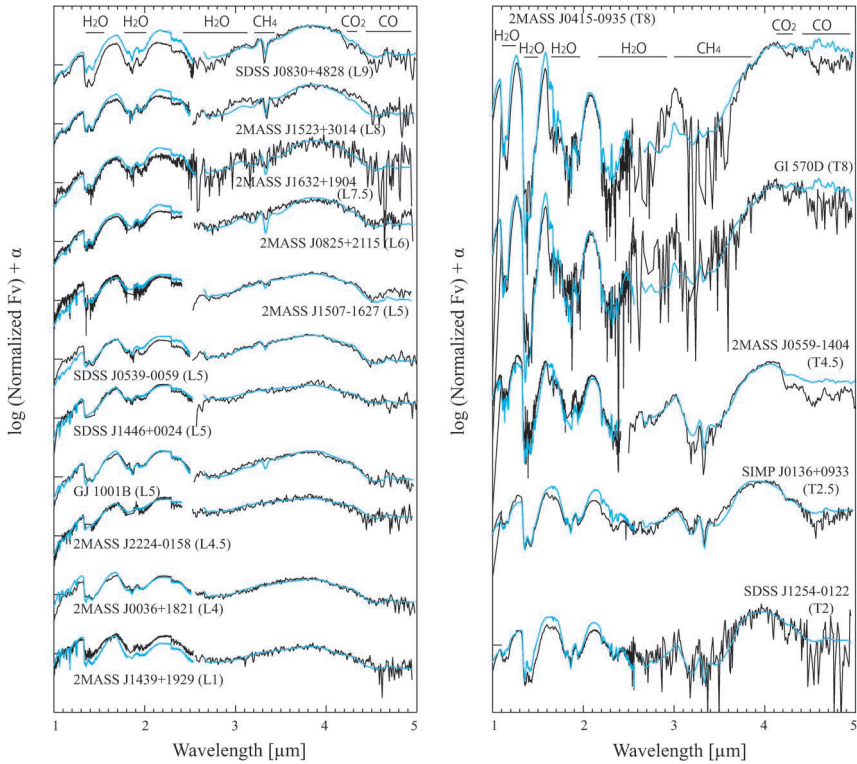 H₂O H₂O H₂O CH₄ CO₂ CO
SDSS J0830+4828 (L9)
2MASS J1523+3014 (L8)
2MASS J1632+1904
(L7.5)
2MASS J0825+2115 (L6)
2MASS J1507-1627 (L5)
SDSS J0539-0059 (L5)
SDSS J1446+0024 (L5)
GJ 1001B (L5)
2MASS J2224-0158 (L4.5)
2MASS J0036+1821 (L4)
2MASS J1439+1929 (L1)
log (Normalized Fν) + α
1 2 3 4 5
Wavelength [µm]
2MASS J0415-0935 (T8)
CO₂ CO
H₂O
H₂O H₂O H₂O CH₄
Gl 570D (T8)
2MASS J0559-1404
(T4.5)
SIMP J0136+0933
(T2.5)
SDSS J1254-0122
(T2)
log (Normalized Fν) + α
1 2 3 4 5
Wavelength [µm]